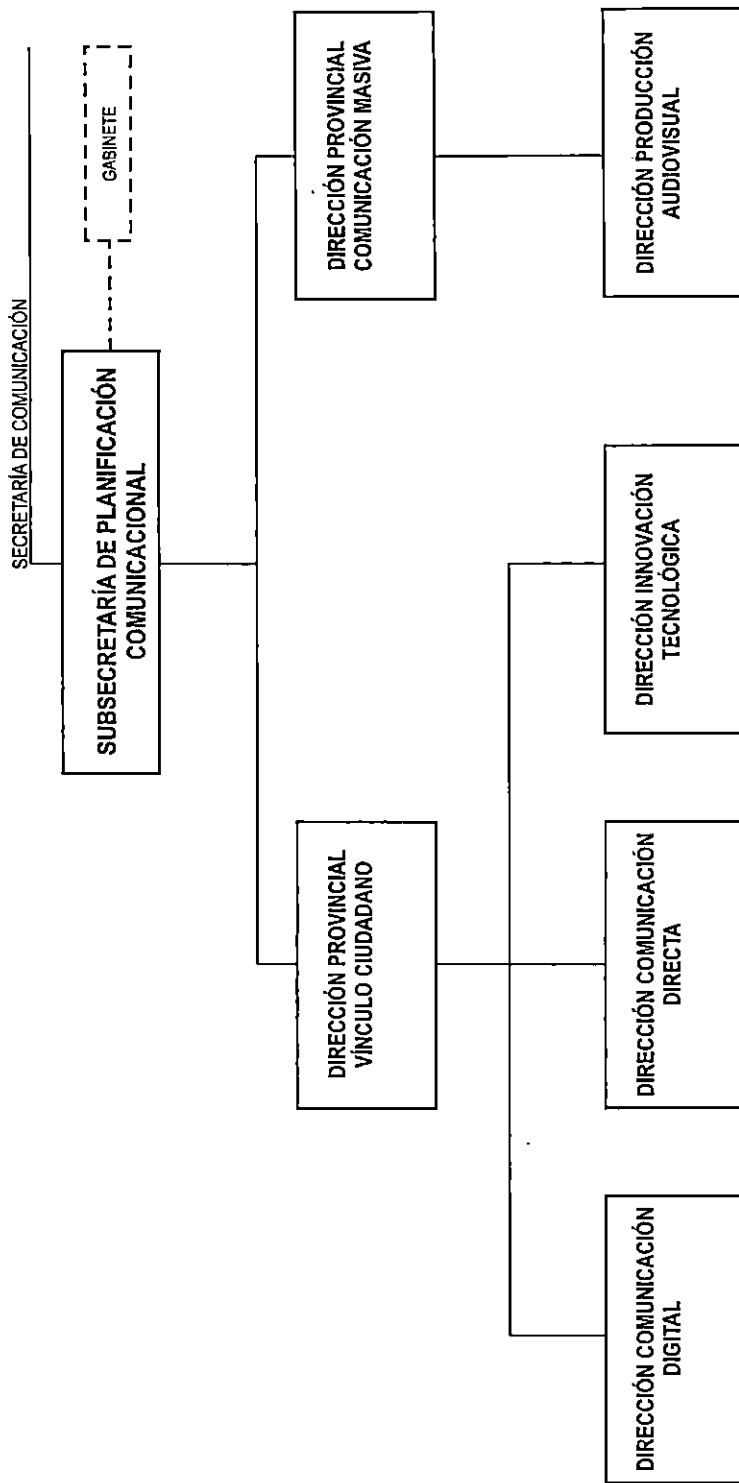 SECRETARÍA DE COMUNICACIÓN
SUBSECRETARÍA DE PLANIFICACIÓN
COMUNICACIONAL
GABINETE
DIRECCIÓN PROVINCIAL
VÍNCULO CIUDADANO
DIRECCIÓN PROVINCIAL
COMUNICACIÓN MASIVA
DIRECCIÓN COMUNICACIÓN
DIGITAL
DIRECCIÓN COMUNICACIÓN
DIRECTA
DIRECCIÓN INNOVACIÓN
TECNOLÓGICA
DIRECCIÓN PRODUCCIÓN
AUDIOVISUAL